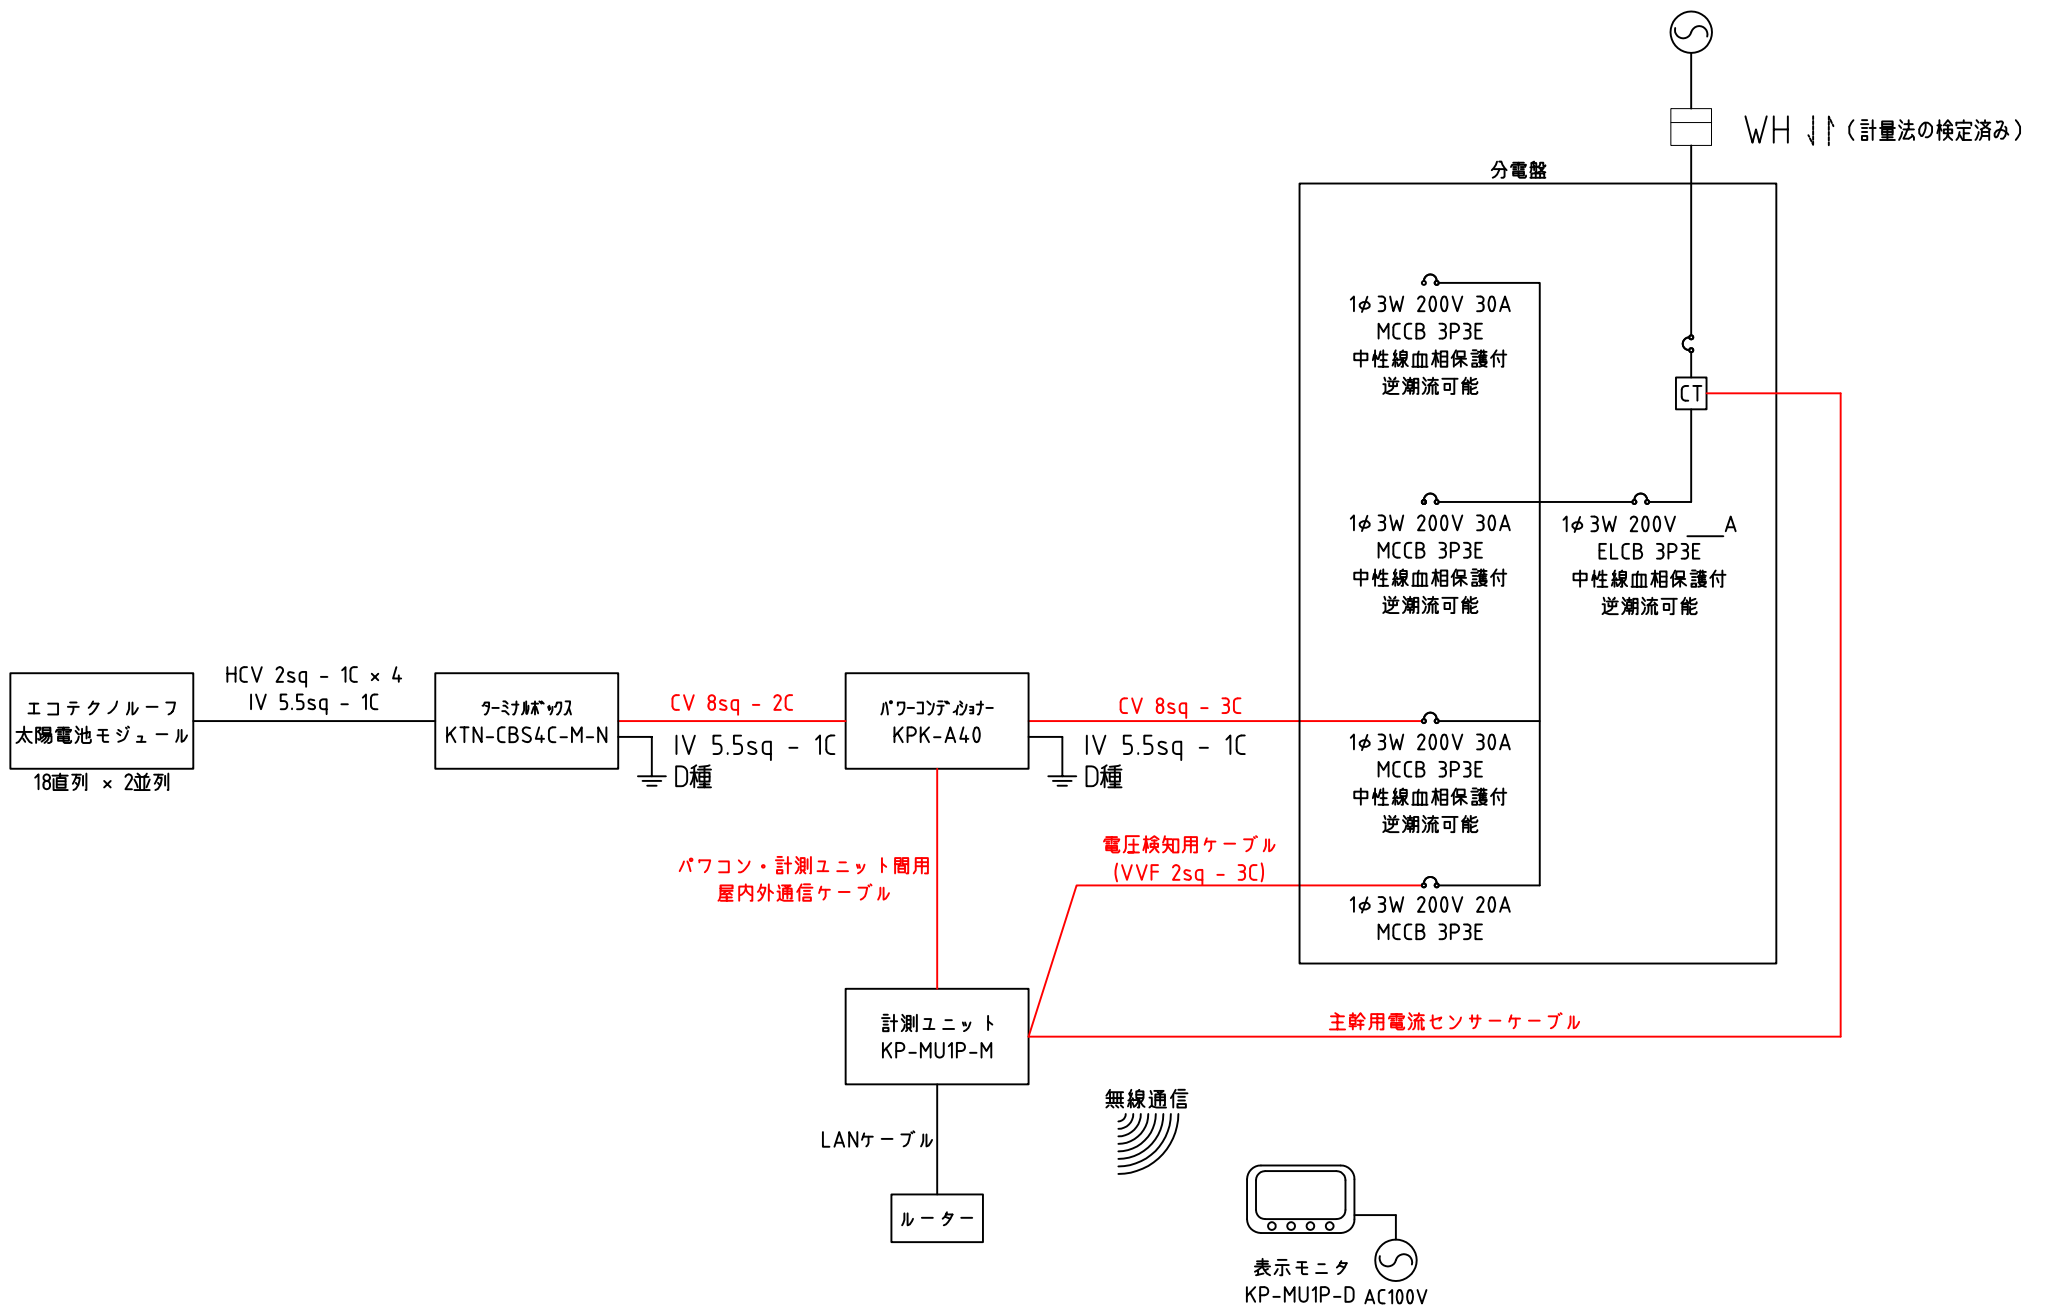 WH ↓↑(計量法の検定済み)
分電盤
1φ3W 200V 30A
MCCB 3P3E
中性線血相保護付
逆潮流可能
CT
1φ3W 200V 30A
MCCB 3P3E
中性線血相保護付
逆潮流可能
1φ3W 200V ___A
ELCB 3P3E
中性線血相保護付
逆潮流可能
エコテクノルーフ
太陽電池モジュール
18直列 × 2並列
HCV 2sq - 1C × 4
IV 5.5sq - 1C
ターミナルボックス
KTN-CBS4C-M-N
CV 8sq - 2C
IV 5.5sq - 1C
D種
パワーコンディショナー
KPK-A40
CV 8sq - 3C
IV 5.5sq - 1C
D種
1φ3W 200V 30A
MCCB 3P3E
中性線血相保護付
逆潮流可能
電圧検知用ケーブル
(VVF 2sq - 3C)
パワコン・計測ユニット間用
屋内外通信ケーブル
1φ3W 200V 20A
MCCB 3P3E
計測ユニット
KP-MU1P-M
主幹用電流センサーケーブル
無線通信
LANケーブル
ルーター
表示モニタ
KP-MU1P-D
AC100V